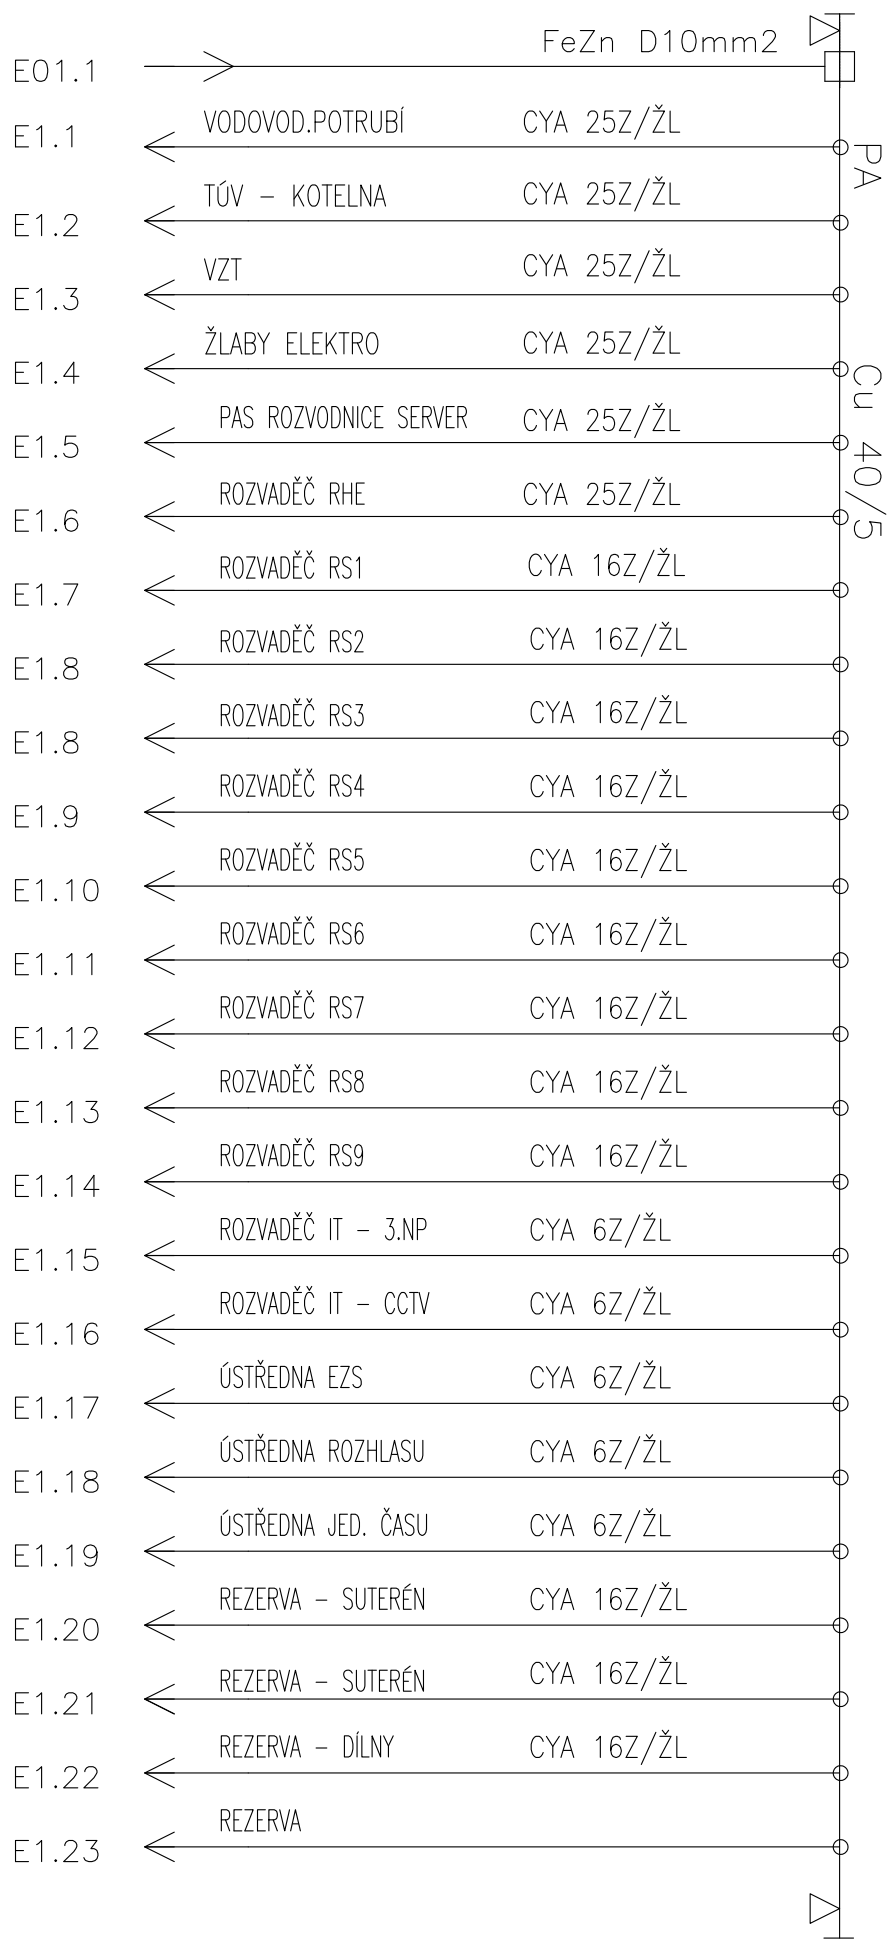 FeZn D10mm2
E01.1
VODOVOD.POTRUBÍ CYA 25Z/ŽL
E1.1
PA
TÚV - KOTELNA CYA 25Z/ŽL
E1.2
VZT CYA 25Z/ŽL
E1.3
ŽLABY ELEKTRO CYA 25Z/ŽL
E1.4
Cu 40/5
PAS ROZVODNICE SERVER CYA 25Z/ŽL
E1.5
ROZVADĚČ RHE CYA 25Z/ŽL
E1.6
ROZVADĚČ RS1 CYA 16Z/ŽL
E1.7
ROZVADĚČ RS2 CYA 16Z/ŽL
E1.8
ROZVADĚČ RS3 CYA 16Z/ŽL
E1.8
ROZVADĚČ RS4 CYA 16Z/ŽL
E1.9
ROZVADĚČ RS5 CYA 16Z/ŽL
E1.10
ROZVADĚČ RS6 CYA 16Z/ŽL
E1.11
ROZVADĚČ RS7 CYA 16Z/ŽL
E1.12
ROZVADĚČ RS8 CYA 16Z/ŽL
E1.13
ROZVADĚČ RS9 CYA 16Z/ŽL
E1.14
ROZVADĚČ IT - 3.NP CYA 6Z/ŽL
E1.15
ROZVADĚČ IT - CCTV CYA 6Z/ŽL
E1.16
ÚSTŘEDNA EZS CYA 6Z/ŽL
E1.17
ÚSTŘEDNA ROZHLASU CYA 6Z/ŽL
E1.18
ÚSTŘEDNA JED. ČASU CYA 6Z/ŽL
E1.19
REZERVA - SUTERÉN CYA 16Z/ŽL
E1.20
REZERVA - SUTERÉN CYA 16Z/ŽL
E1.21
REZERVA - DÍLNY CYA 16Z/ŽL
E1.22
REZERVA
E1.23